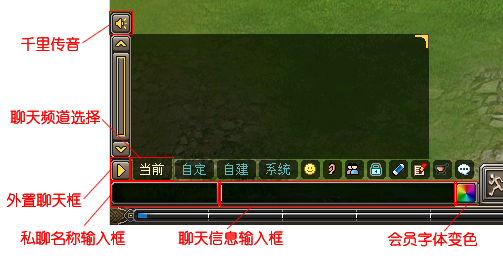 千里传音
聊天频道选择
当前 自定 自建 系统
外置聊天框
私聊名称输入框
聊天信息输入框
会员字体变色